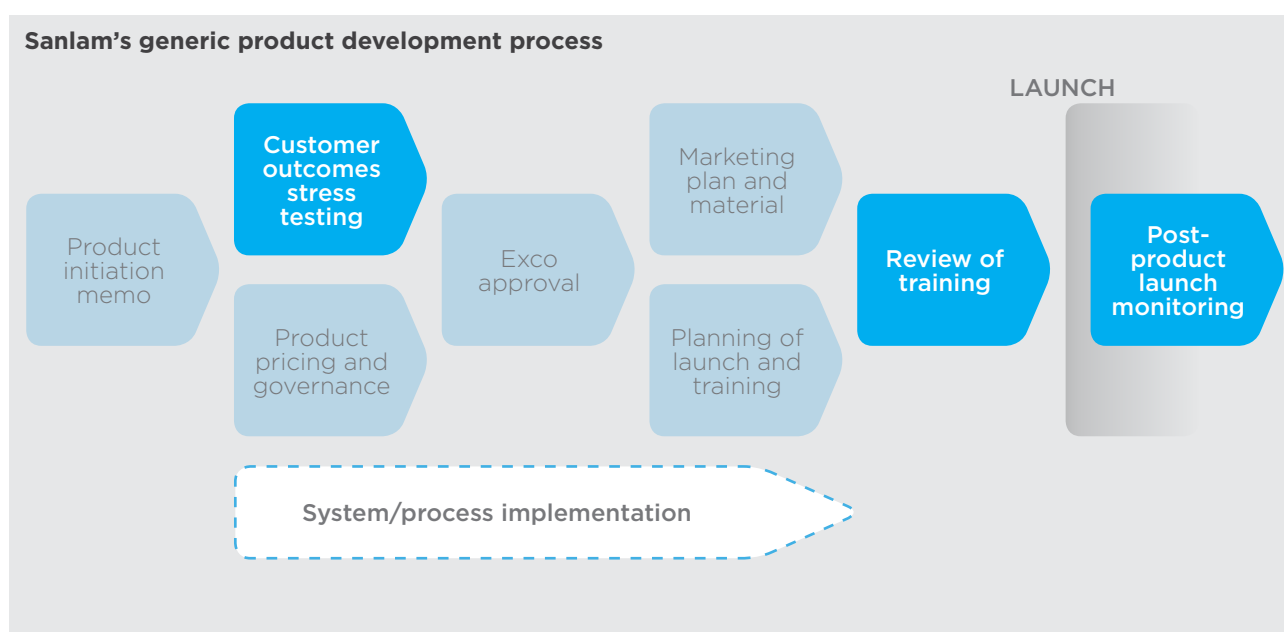 Sanlam’s generic product development process
LAUNCH
Product
initiation
memo
Customer
outcomes
stress
testing
Product
pricing and
governance
Exco
approval
Marketing
plan and
material
Planning of
launch and
training
Review of
training
Post-
product
launch
monitoring
System/process implementation